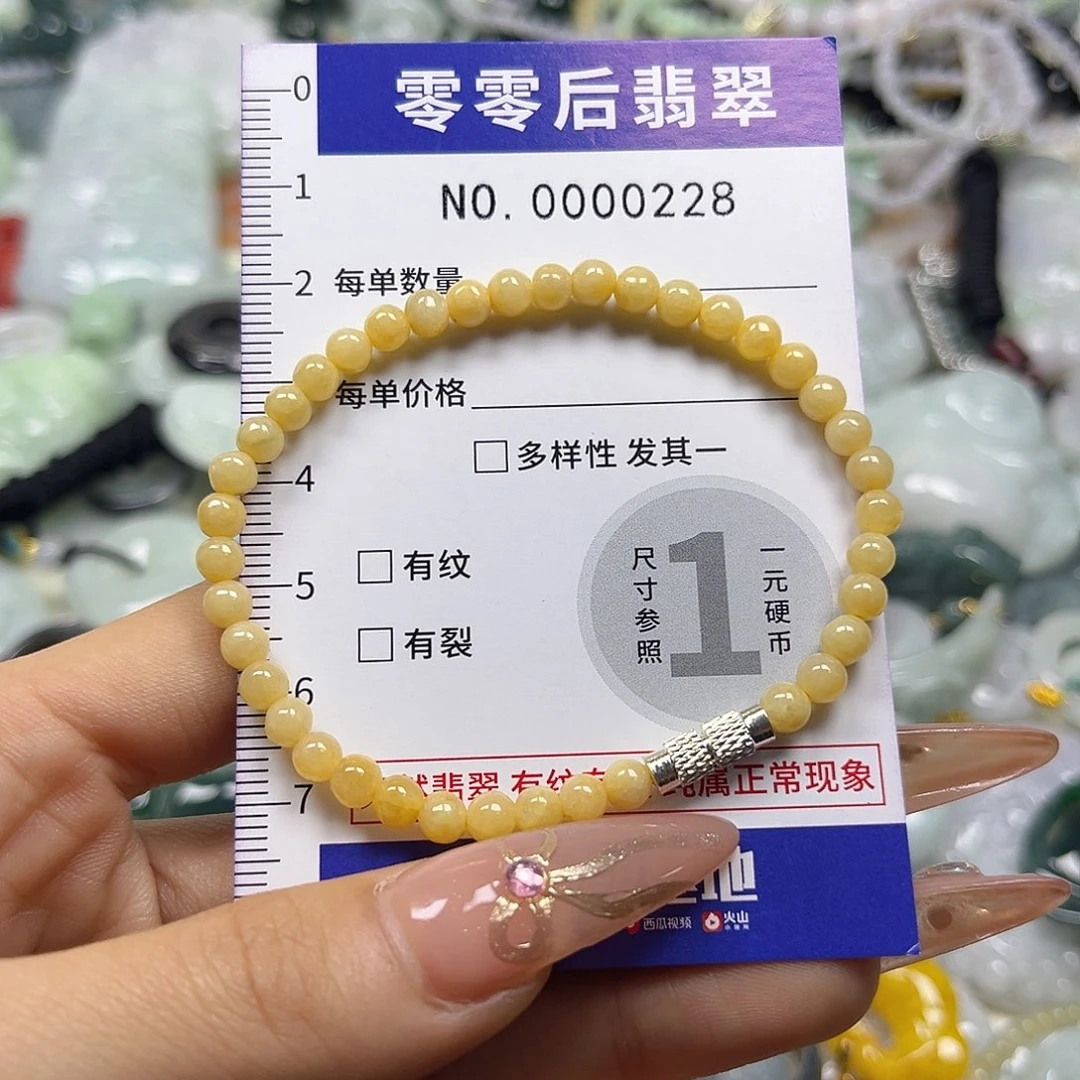 零零后翡翠
0
1
2
4
5
6
7
NO. 0000228
每单数量
每单价格
□多样性 发其一
□有纹
□有裂
尺寸参照
1
一元硬币
翡翠 有纹
属正常现象
地
西瓜视频
火山